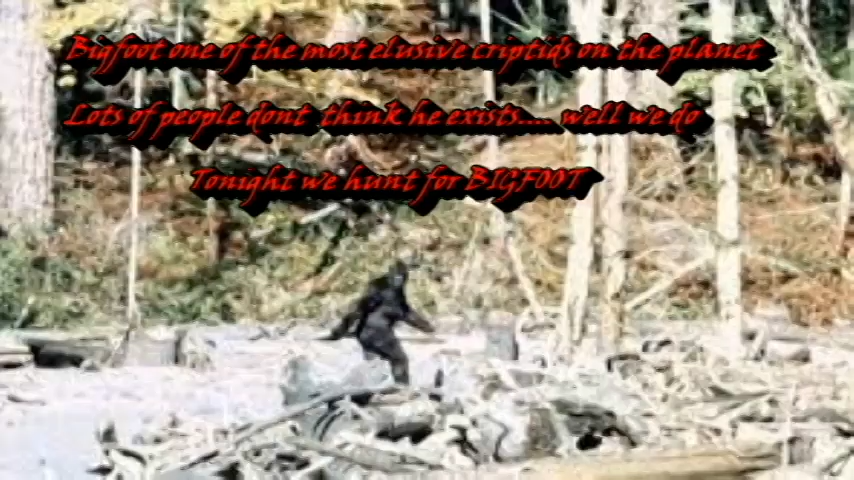 Bigfoot one of the most elusive criptids on the planet
Lots of people dont think he exists.... well we do
Tonight we hunt for BIGFOOT